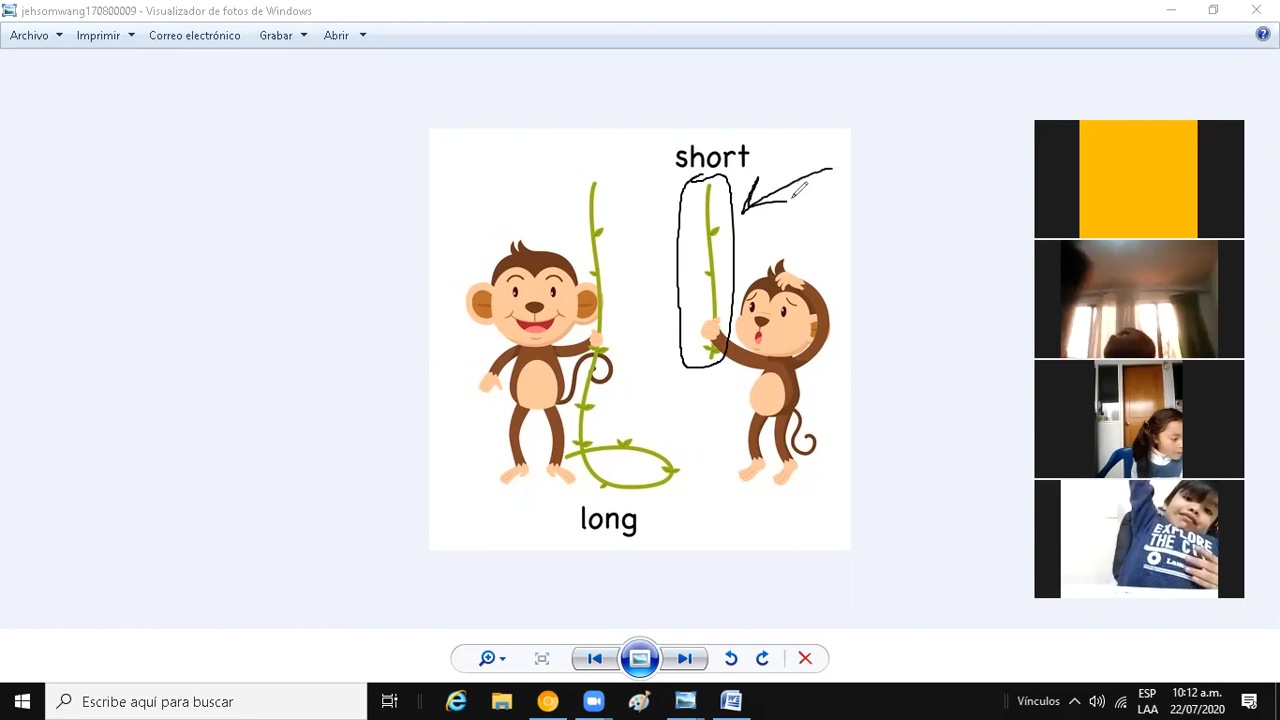 jehsomwang170800009 - Visualizador de fotos de Windows
Archivo Imprimir Correo electrónico Grabar Abrir
short
long
EXPLORE
THE
Escribe aquí para buscar
Vínculos
ESP
LAA
10:12 a.m.
22/07/2020